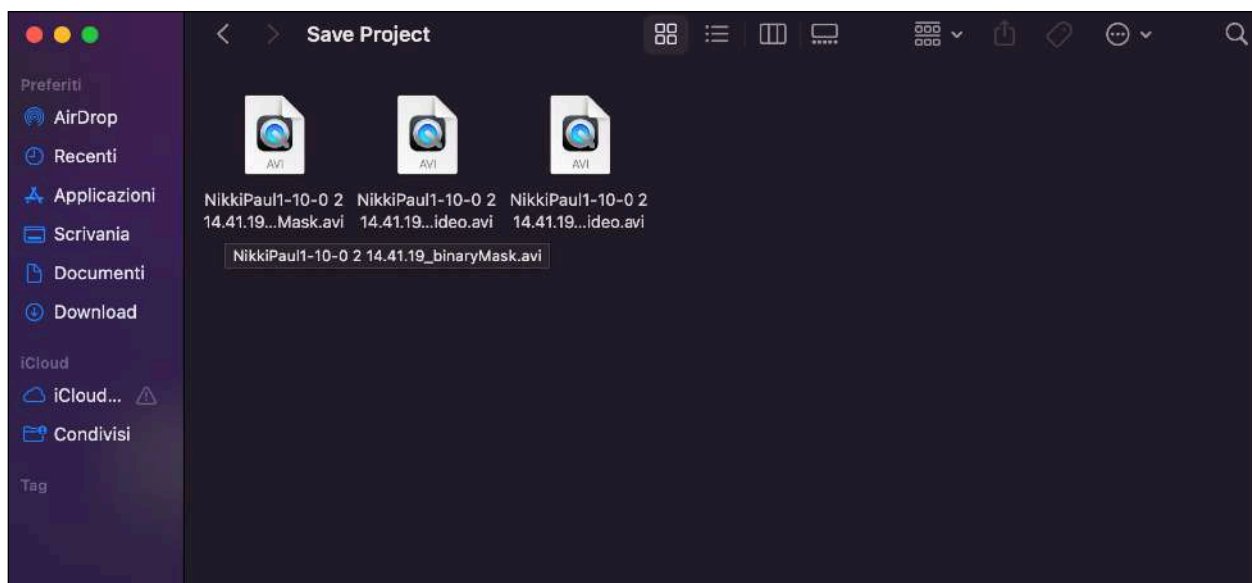 Save Project
Preferiti
AirDrop
Recenti
Applicazioni
Scrivania
Documenti
Download
iCloud
iCloud...
Condivisi
Tag
AVI
AVI
AVI
NikkiPaul1-10-0 2
14.41.19...Mask.avi
NikkiPaul1-10-0 2
14.41.19...ideo.avi
NikkiPaul1-10-0 2
14.41.19...ideo.avi
NikkiPaul1-10-0 2 14.41.19_binaryMask.avi